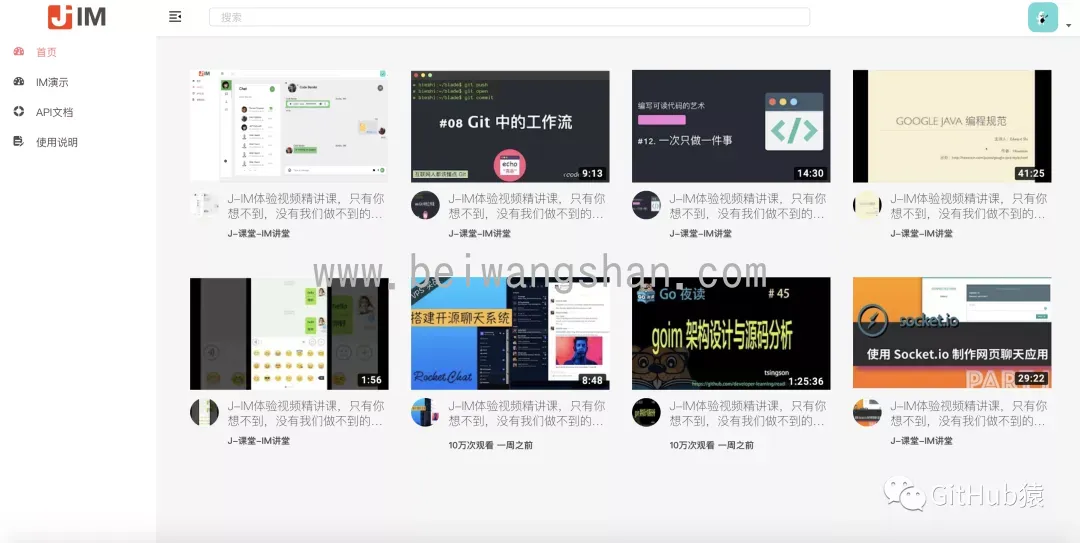 J IM
搜索
首页
IM演示
API文档
使用说明
JIM
Chat
#08 Git 中的工作流
echo
互联网人都该懂点 Git
9:13
编写可读代码的艺术
#12. 一次只做一件事
14:30
GOOGLE JAVA 编程规范
41:25
J-IM体验视频精讲课，只有你
想不到，没有我们做不到的...
J-课堂-IM讲堂
J-IM体验视频精讲课，只有你
想不到，没有我们做不到的...
J-课堂-IM讲堂
J-IM体验视频精讲课，只有你
想不到，没有我们做不到的...
J-课堂-IM讲堂
J-IM体验视频精讲课，只有你
想不到，没有我们做不到的...
J-课堂-IM讲堂
www.beiwangshan.com
1:56
搭建开源聊天系统
Rocket.Chat
8:48
Go 夜读
# 45
goim 架构设计与源码分析
tsingson
1:25:36
socket.io
使用 Socket.io 制作网页聊天应用
PART
29:22
J-IM体验视频精讲课，只有你
想不到，没有我们做不到的...
J-课堂-IM讲堂
J-IM体验视频精讲课，只有你
想不到，没有我们做不到的...
10万次观看 一周之前
J-IM体验视频精讲课，只有你
想不到，没有我们做不到的...
10万次观看 一周之前
J-IM体验视频精讲课，只有你
想不到，没有我们做不到的...
J-课堂-IM讲堂
GitHub猿